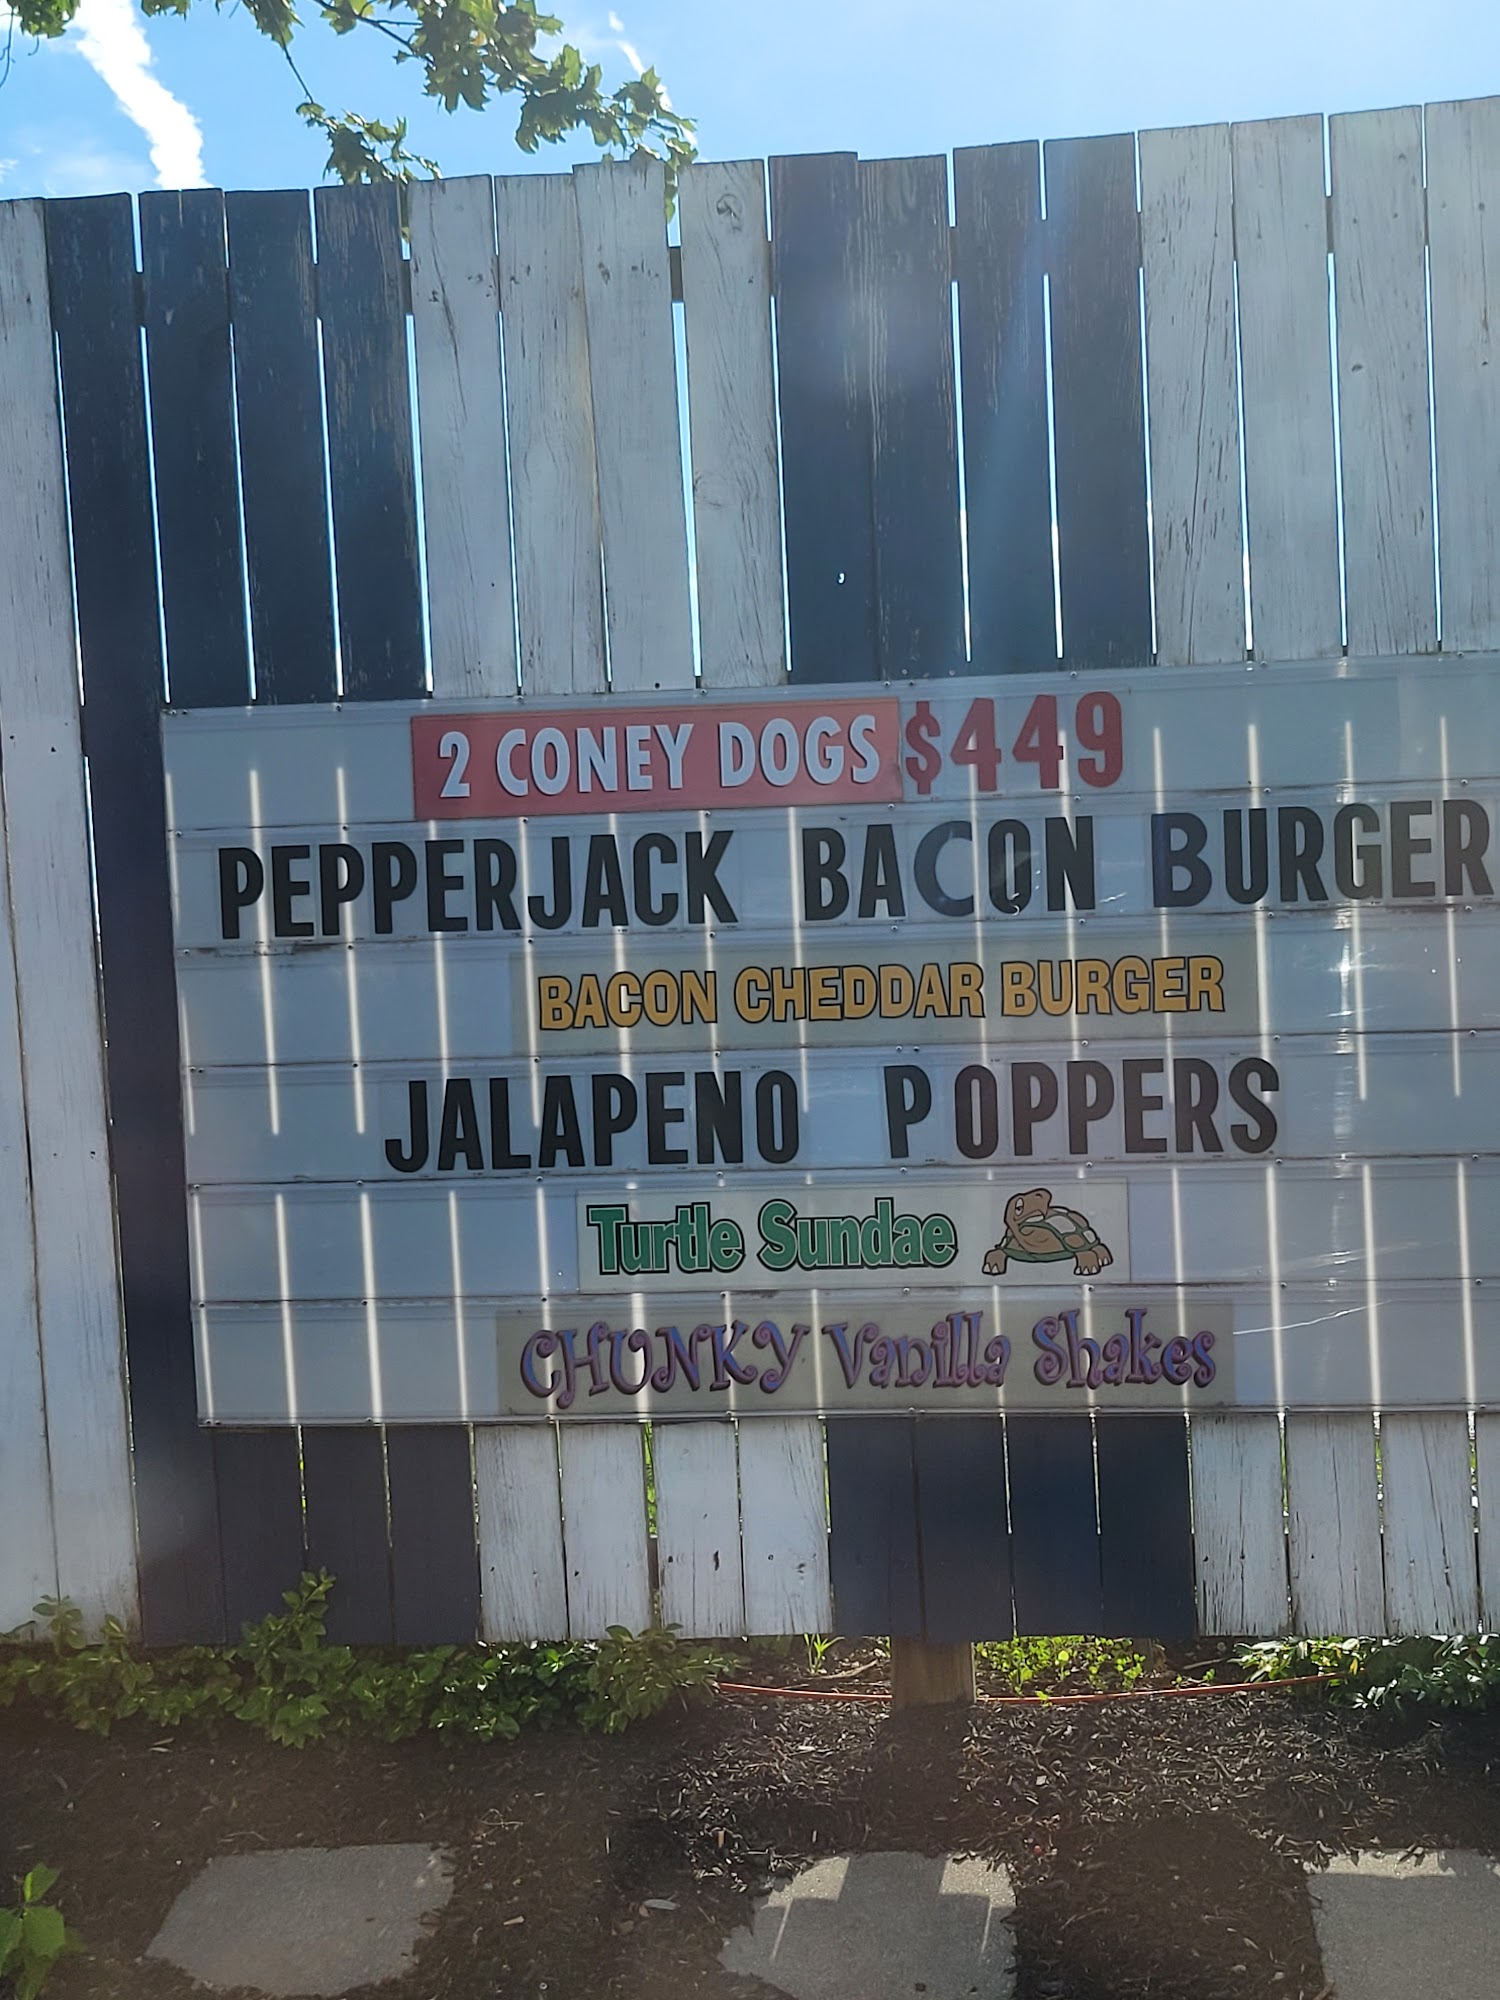 2 CONEY DOGS $449
PEPPERJACK BACON BURGER
BACON CHEDDAR BURGER
JALAPENO POPPERS
Turtle Sundae
CHUNKY Vanilla Shakes